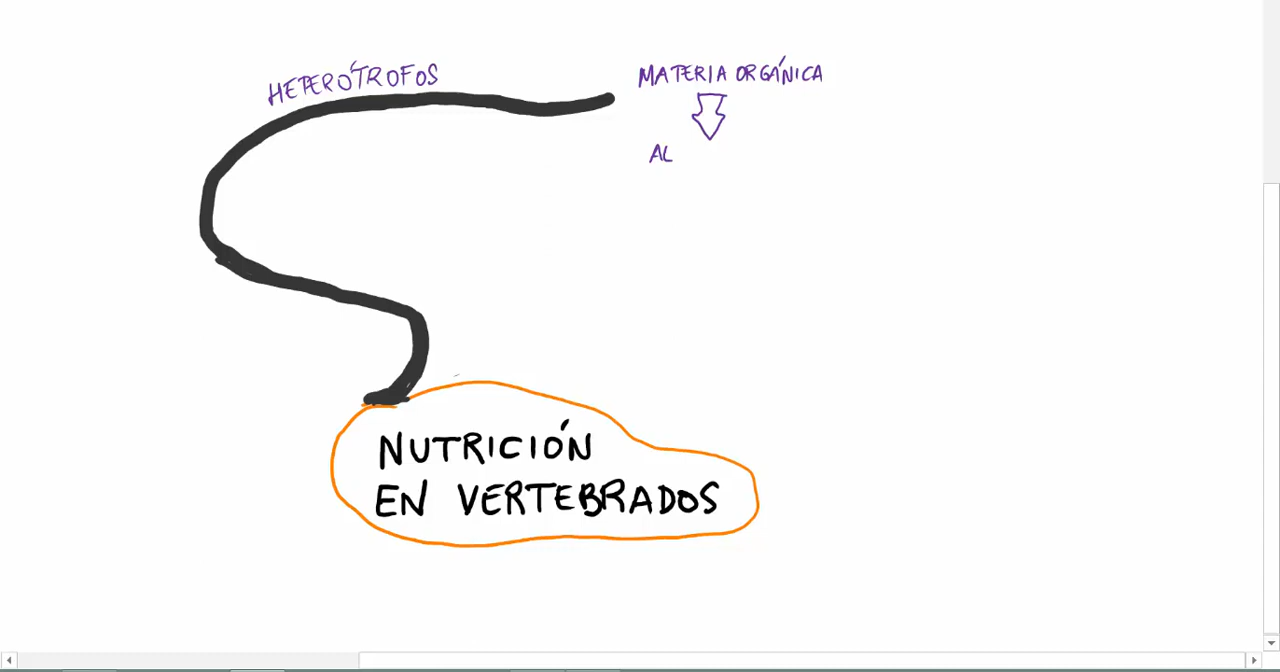 HETERÓTROFOS
MATERIA ORGÁNICA
AL
NUTRICIÓN
EN VERTEBRADOS